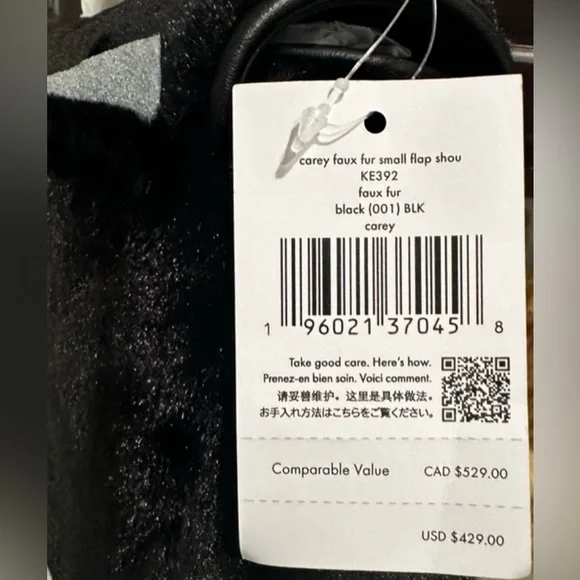 carey faux fur small flap shou
KE392
faux fur
black (001) BLK
carey
1 96021 37045 8
Take good care. Here's how.
Prenez-en bien soin. Voici comment.
请妥善维护。这里是具体做法。
お手入れ方法はこちらをご覧ください。
Comparable Value CAD $529.00
USD $429.00